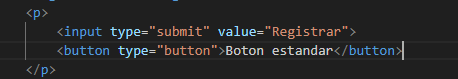 <p>
<input type="submit" value="Registrar">
<button type="button">Boton estandar</button>
</p>